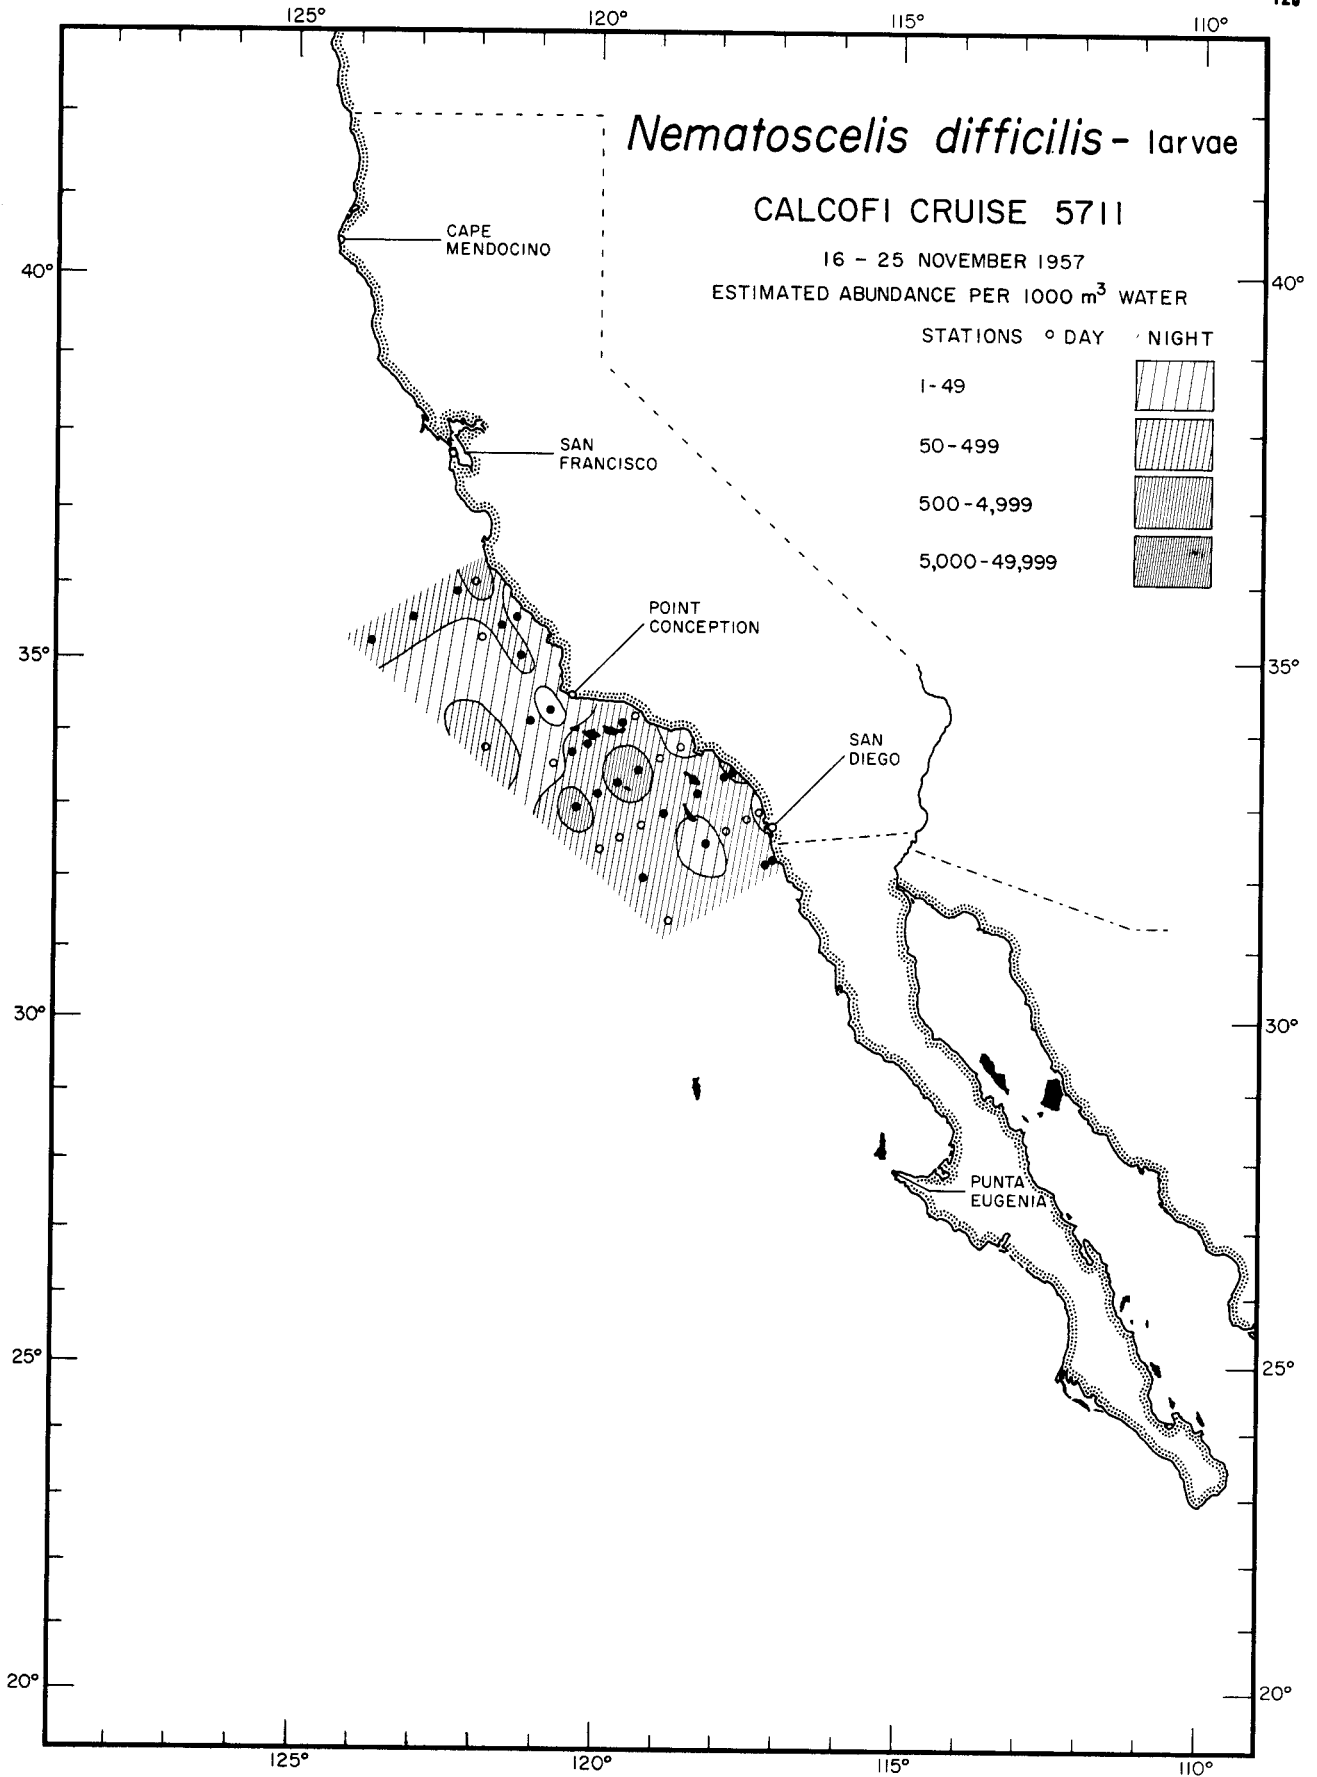 125° 120° 115° 110°
Nematoscelis difficilis - larvae
CALCOFI CRUISE 5711
16 - 25 NOVEMBER 1957
ESTIMATED ABUNDANCE PER 1000 m³ WATER
STATIONS o DAY NIGHT
1-49
50-499
500-4,999
5,000-49,999
CAPE
MENDOCINO
40° 40°
SAN
FRANCISCO
POINT
CONCEPTION
35° 35°
SAN
DIEGO
30° 30°
PUNTA
EUGENIA
25° 25°
20° 20°
125° 120° 115° 110°